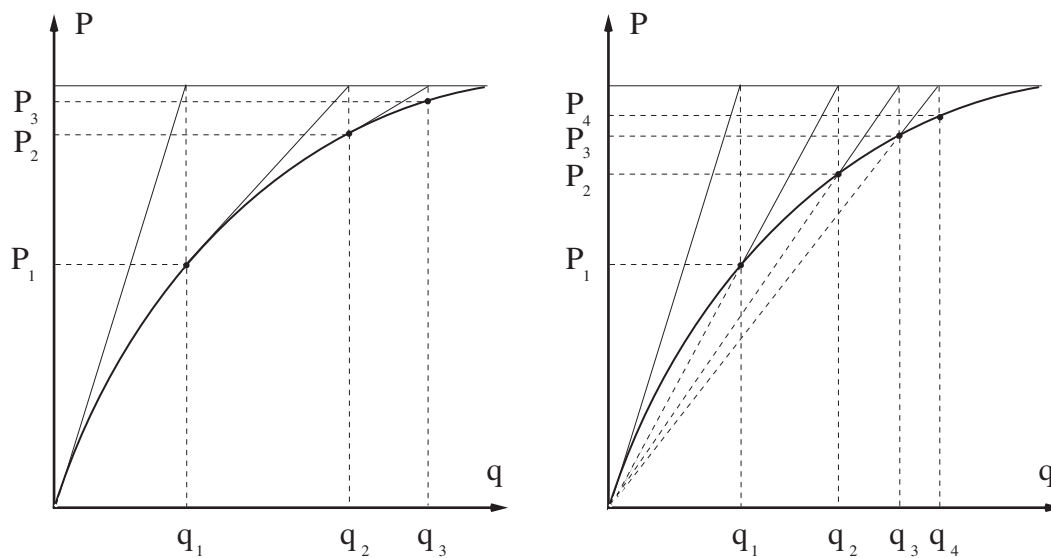 P
P₃
P₂
P₁
q
q₁
q₂
q₃
P
P₄
P₃
P₂
P₁
q
q₁
q₂
q₃
q₄